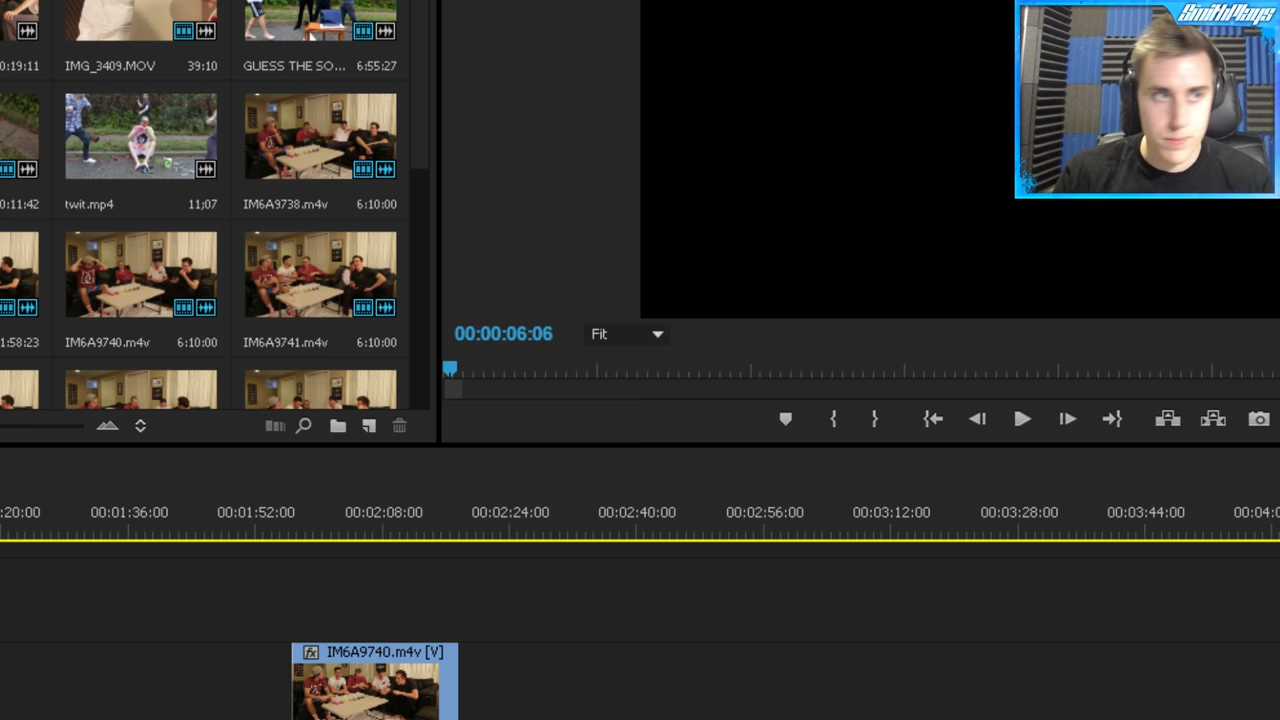 SmithPlays
0:19:11 IMG_3409.MOV 39:10 GUESS THE SO... 6:55:27
0:11:42 twit.mp4 11;07 IM6A9738.m4v 6:10:00
1:58:23 IM6A9740.m4v 6:10:00 IM6A9741.m4v 6:10:00
00:00:06:06 Fit
:20:00 00:01:36:00 00:01:52:00 00:02:08:00 00:02:24:00 00:02:40:00 00:02:56:00 00:03:12:00 00:03:28:00 00:03:44:00 00:04:0
fx IM6A9740.m4v [V]